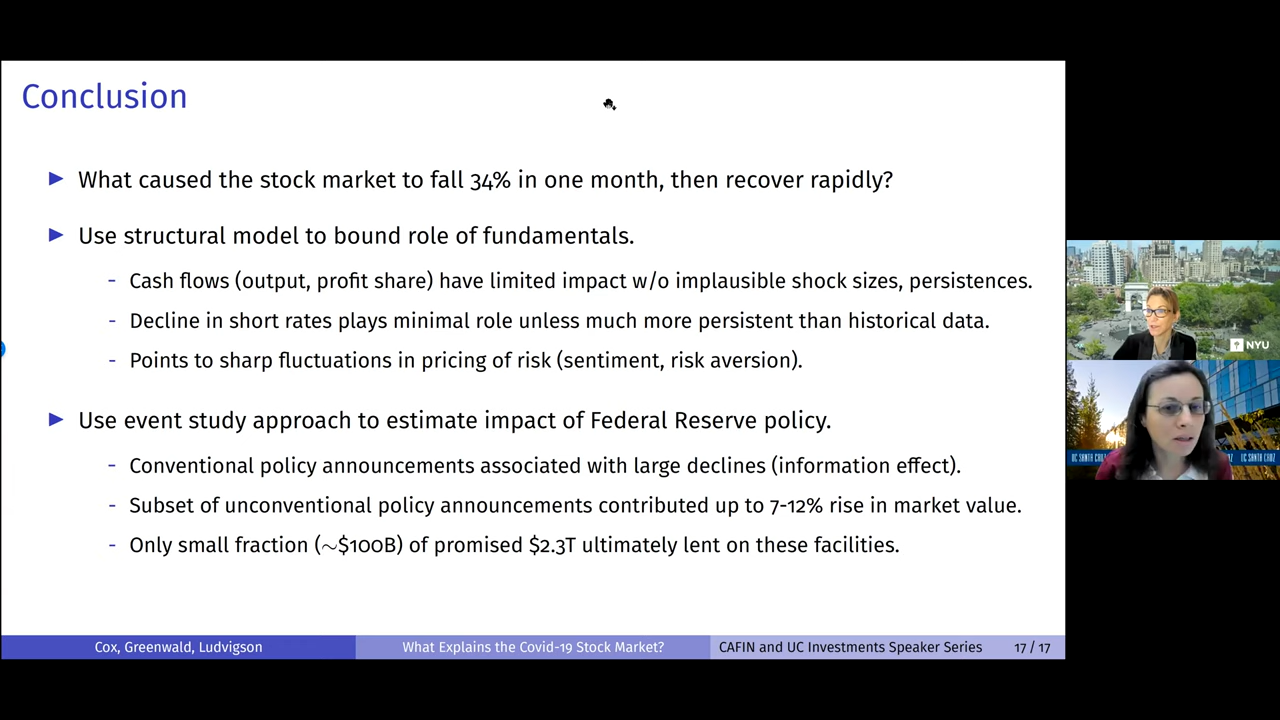 Conclusion
► What caused the stock market to fall 34% in one month, then recover rapidly?
► Use structural model to bound role of fundamentals.
- Cash flows (output, profit share) have limited impact w/o implausible shock sizes, persistences.
- Decline in short rates plays minimal role unless much more persistent than historical data.
- Points to sharp fluctuations in pricing of risk (sentiment, risk aversion).
► Use event study approach to estimate impact of Federal Reserve policy.
- Conventional policy announcements associated with large declines (information effect).
- Subset of unconventional policy announcements contributed up to 7-12% rise in market value.
- Only small fraction (∼$100B) of promised $2.3T ultimately lent on these facilities.
Cox, Greenwald, Ludvigson
What Explains the Covid-19 Stock Market?
CAFIN and UC Investments Speaker Series
17 / 17
NYU
UC SANTA CRUZ
UC SANTA CRUZ